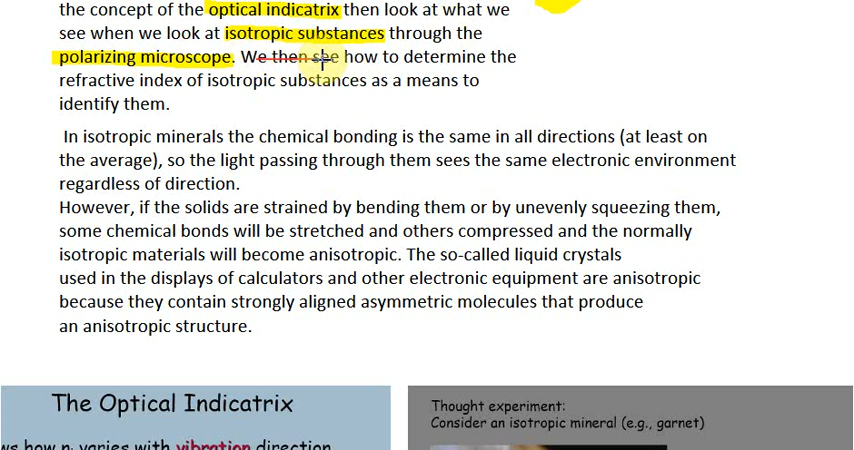 the concept of the optical indicatrix then look at what we
see when we look at isotropic substances through the
polarizing microscope. We then see how to determine the
refractive index of isotropic substances as a means to
identify them.
In isotropic minerals the chemical bonding is the same in all directions (at least on
the average), so the light passing through them sees the same electronic environment
regardless of direction.
However, if the solids are strained by bending them or by unevenly squeezing them,
some chemical bonds will be stretched and others compressed and the normally
isotropic materials will become anisotropic. The so-called liquid crystals
used in the displays of calculators and other electronic equipment are anisotropic
because they contain strongly aligned asymmetric molecules that produce
an anisotropic structure.
The Optical Indicatrix
ws how nᵢ varies with vibration direction
Thought experiment:
Consider an isotropic mineral (e.g., garnet)